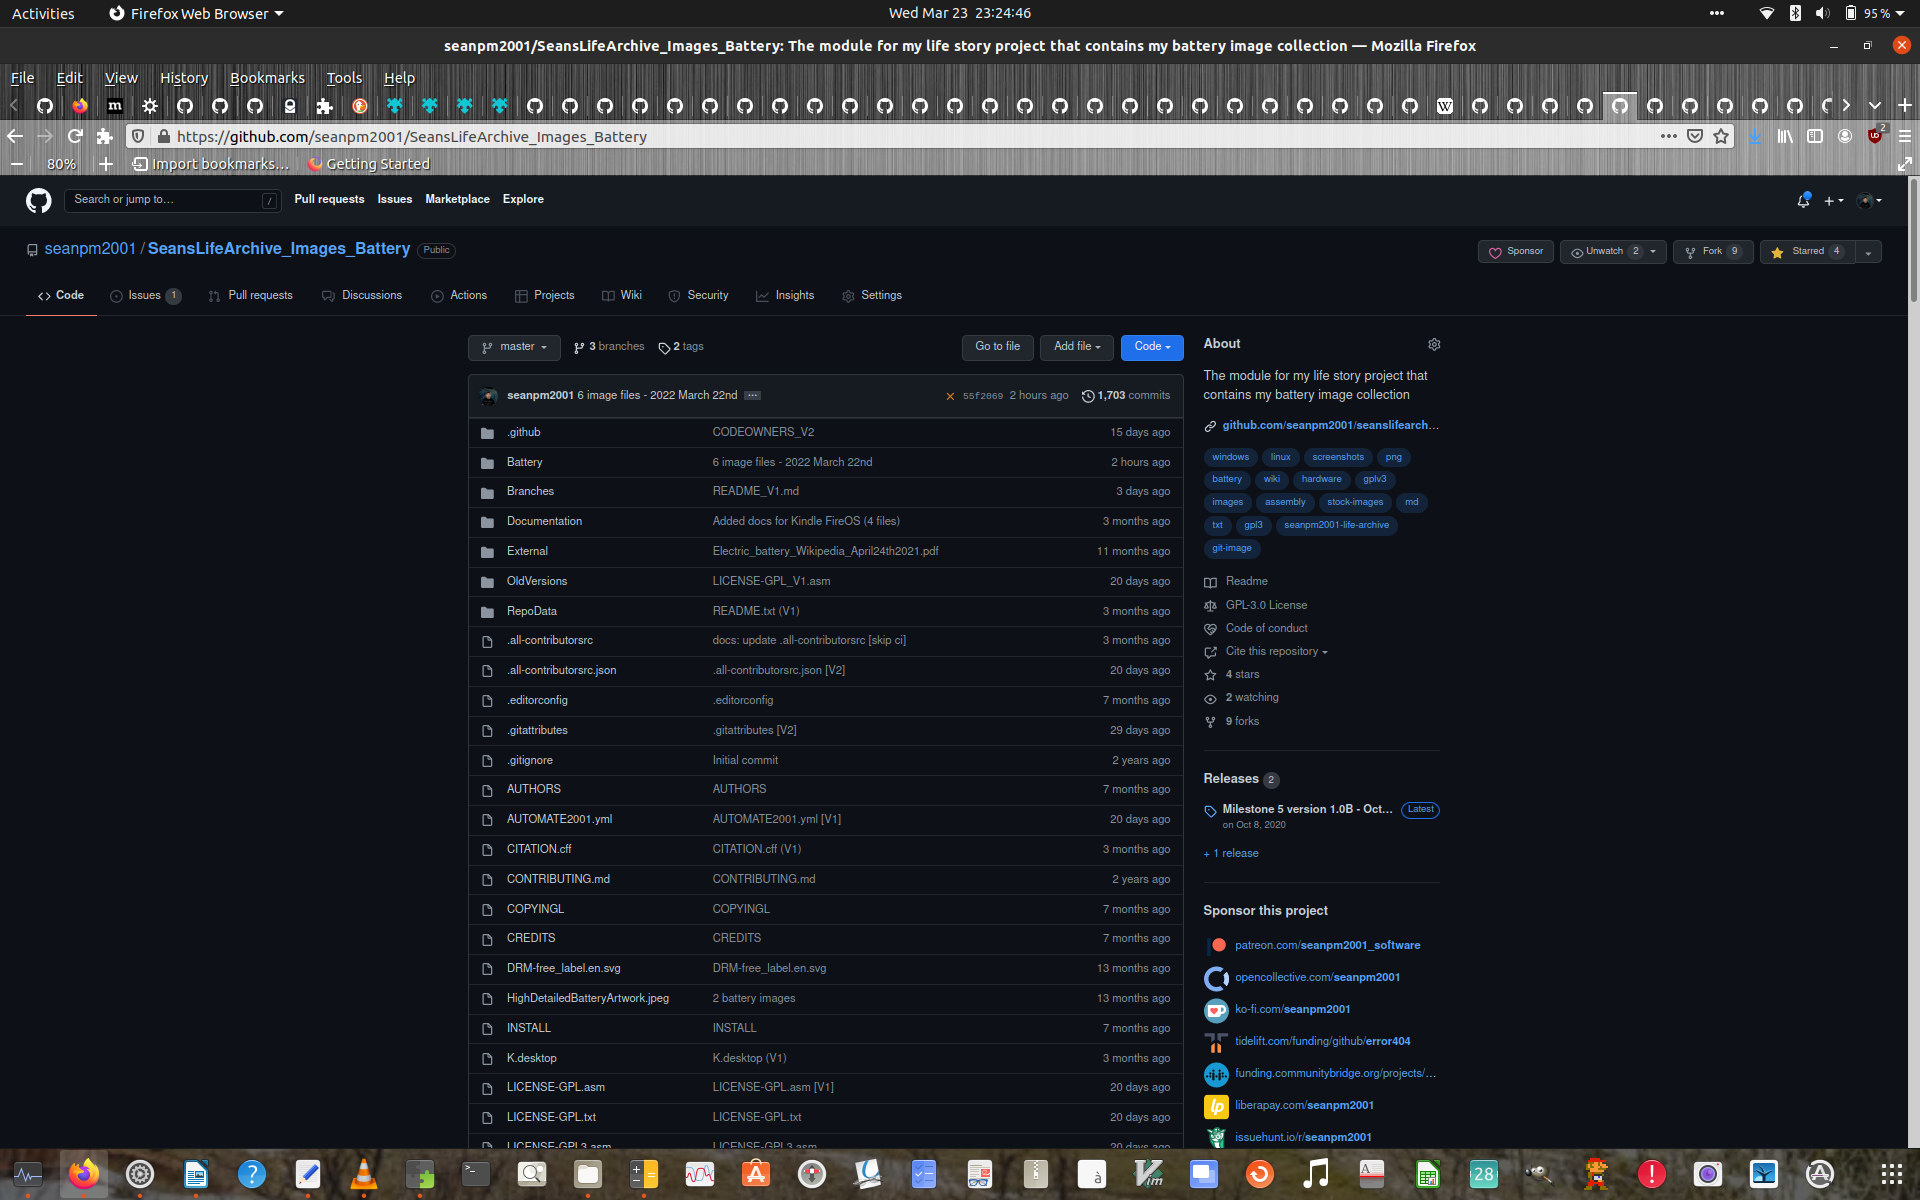 Activities
Firefox Web Browser
Wed Mar 23 23:24:46
95 %
seanpm2001/SeansLifeArchive_Images_Battery: The module for my life story project that contains my battery image collection — Mozilla Firefox
File Edit View History Bookmarks Tools Help
https://github.com/seanpm2001/SeansLifeArchive_Images_Battery
2
80%
Import bookmarks...
Getting Started
Search or jump to...
/
Pull requests Issues Marketplace Explore
seanpm2001 / SeansLifeArchive_Images_Battery Public
Sponsor
Unwatch 2
Fork 9
Starred 4
Code
Issues 1
Pull requests
Discussions
Actions
Projects
Wiki
Security
Insights
Settings
master
3 branches
2 tags
Go to file
Add file
Code
seanpm2001 6 image files - 2022 March 22nd ... 55f2069 2 hours ago 1,703 commits
.github CODEOWNERS_V2 15 days ago
Battery 6 image files - 2022 March 22nd 2 hours ago
Branches README_V1.md 3 days ago
Documentation Added docs for Kindle FireOS (4 files) 3 months ago
External Electric_battery_Wikipedia_April24th2021.pdf 11 months ago
OldVersions LICENSE-GPL_V1.asm 20 days ago
RepoData README.txt (V1) 3 months ago
.all-contributorsrc docs: update .all-contributorsrc [skip ci] 3 months ago
.all-contributorsrc.json .all-contributorsrc.json [V2] 20 days ago
.editorconfig .editorconfig 7 months ago
.gitattributes .gitattributes [V2] 29 days ago
.gitignore Initial commit 2 years ago
AUTHORS AUTHORS 7 months ago
AUTOMATE2001.yml AUTOMATE2001.yml [V1] 20 days ago
CITATION.cff CITATION.cff (V1) 3 months ago
CONTRIBUTING.md CONTRIBUTING.md 2 years ago
COPYINGL COPYINGL 7 months ago
CREDITS CREDITS 7 months ago
DRM-free_label.en.svg DRM-free_label.en.svg 13 months ago
HighDetailedBatteryArtwork.jpeg 2 battery images 13 months ago
INSTALL INSTALL 7 months ago
K.desktop K.desktop (V1) 3 months ago
LICENSE-GPL.asm LICENSE-GPL.asm [V1] 20 days ago
LICENSE-GPL.txt LICENSE-GPL.txt 20 days ago
LICENSE-GPL3.asm LICENSE-GPL3.asm 20 days ago
About
The module for my life story project that
contains my battery image collection
github.com/seanpm2001/seanslifearch...
windows linux screenshots png
battery wiki hardware gplv3
images assembly stock-images md
txt gpl3 seanpm2001-life-archive
git-image
Readme
GPL-3.0 License
Code of conduct
Cite this repository
4 stars
2 watching
9 forks
Releases 2
Milestone 5 version 1.0B - Oct... Latest
on Oct 8, 2020
+ 1 release
Sponsor this project
patreon.com/seanpm2001_software
opencollective.com/seanpm2001
ko-fi.com/seanpm2001
tidelift.com/funding/github/error404
funding.communitybridge.org/projects/...
liberapay.com/seanpm2001
issuehunt.io/r/seanpm2001
28